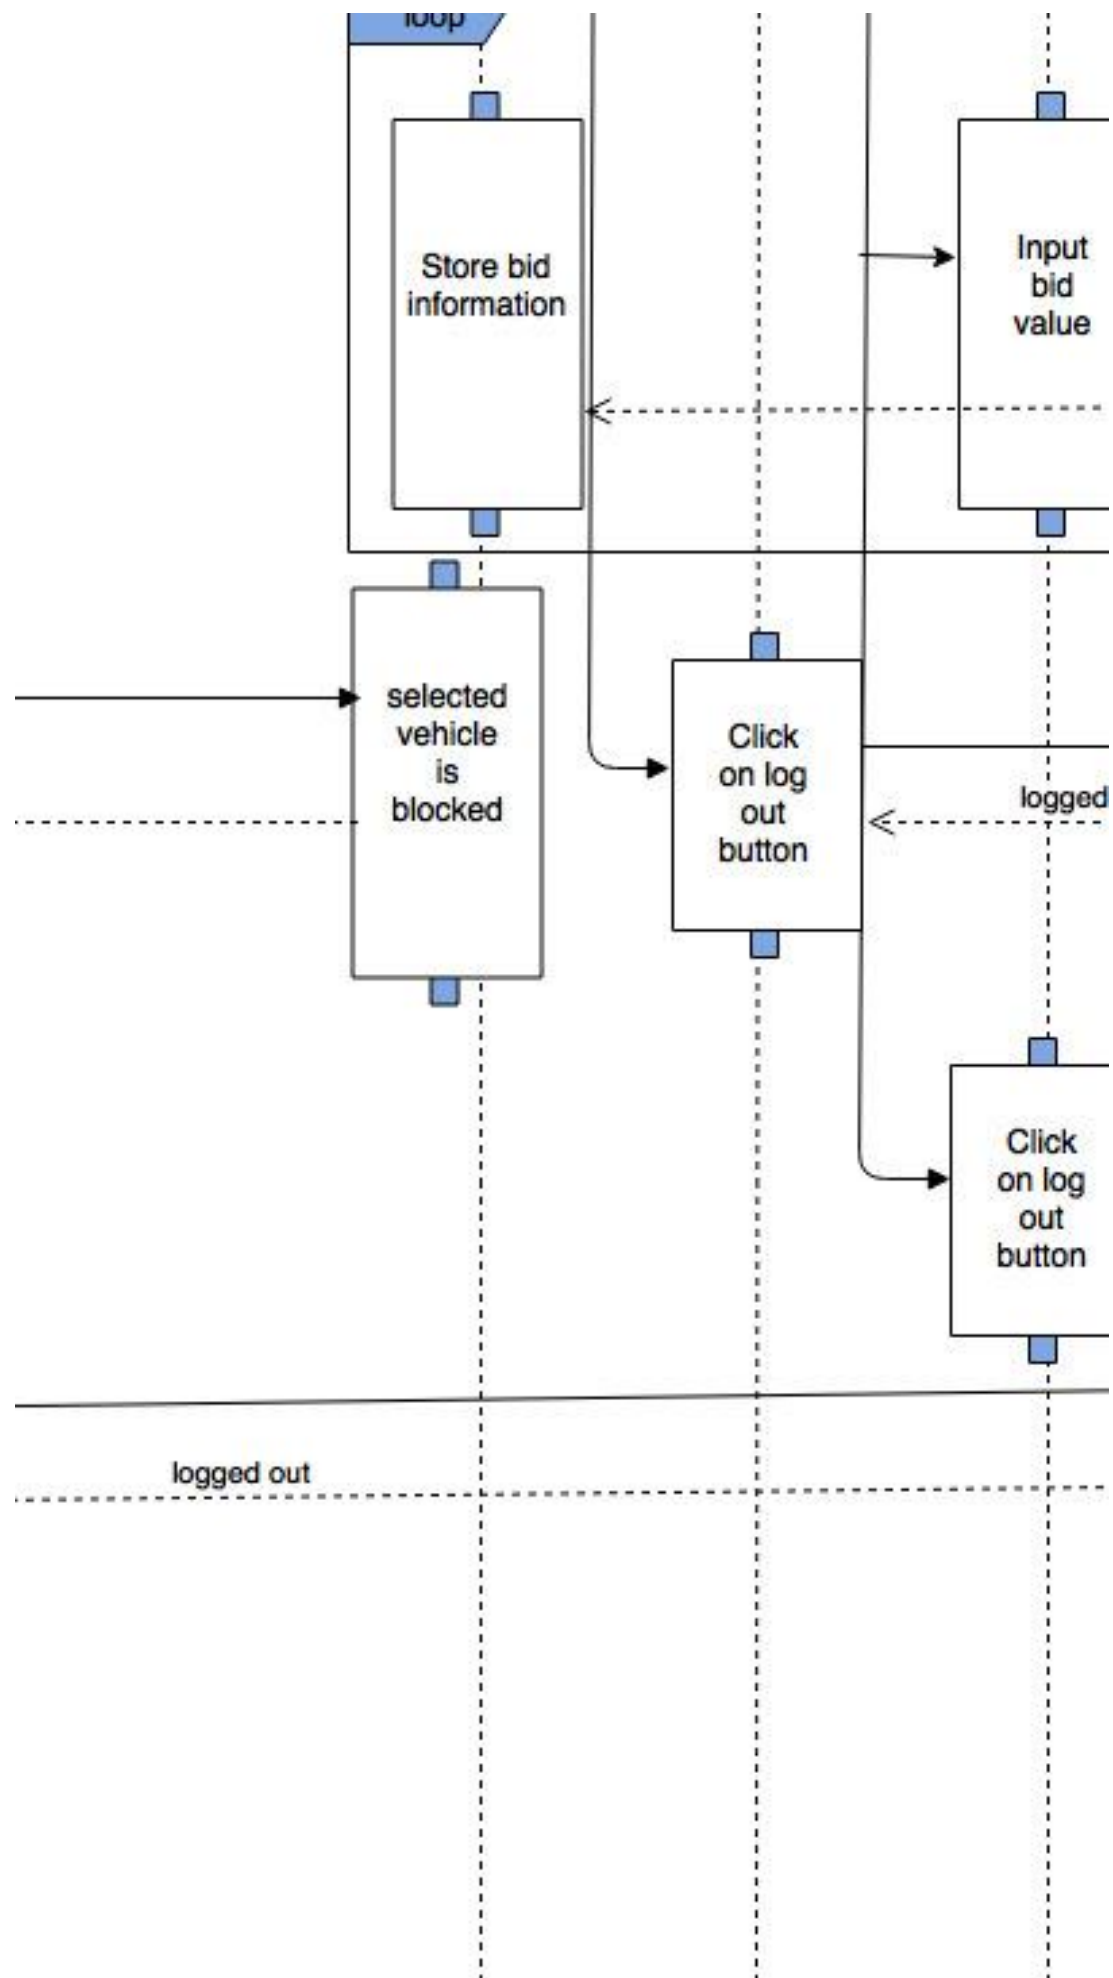 loop
Store bid
information
Input
bid
value
selected
vehicle
is
blocked
Click
on log
out
button
logged
Click
on log
out
button
logged out